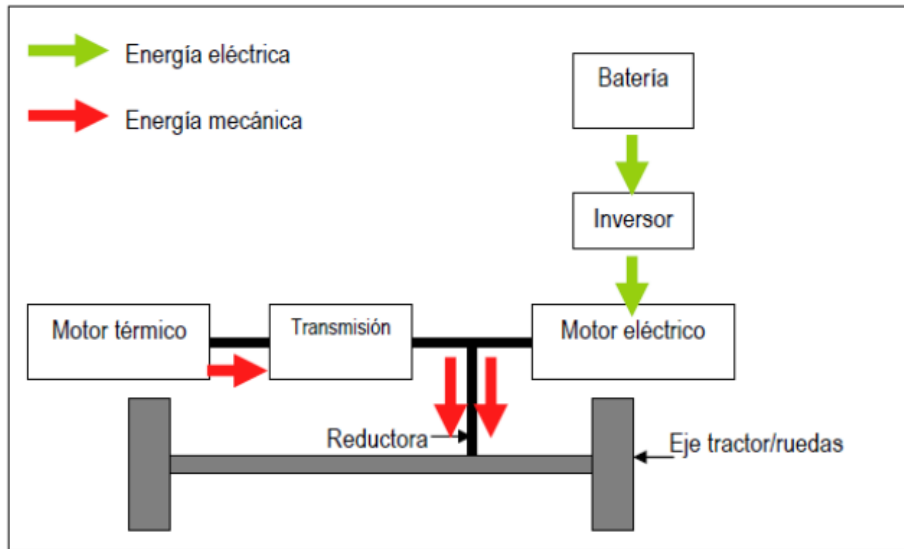 Energía eléctrica
Energía mecánica
Batería
Inversor
Motor térmico
Transmisión
Motor eléctrico
Reductora
Eje tractor/ruedas